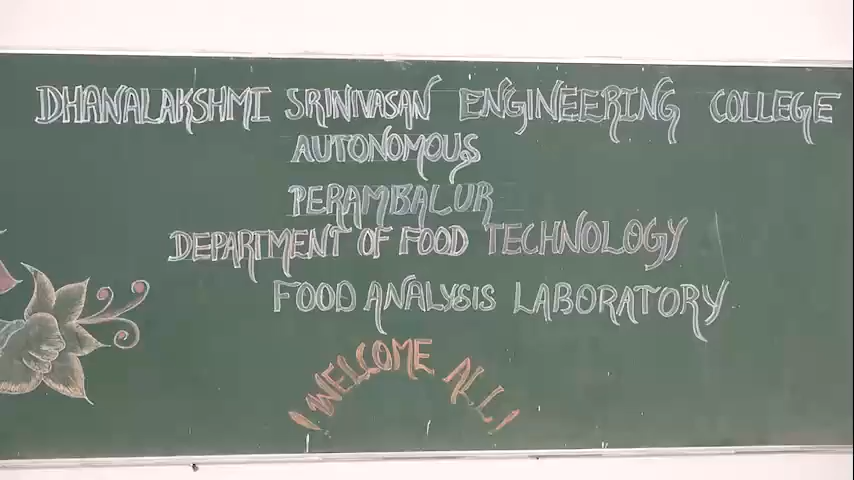 DHANALAKSHMI SRINIVASAN ENGINEERING COLLEGE
AUTONOMOUS
PERAMBALUR
DEPARTMENT OF FOOD TECHNOLOGY
FOOD ANALYSIS LABORATORY
! WELCOME ALL !